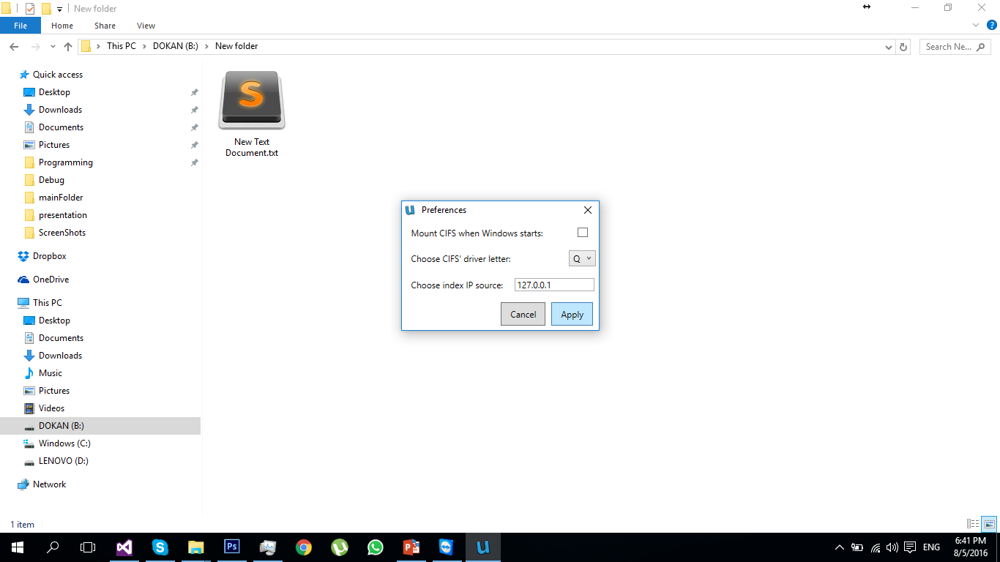 New folder
File Home Share View
This PC DOKAN (B:) New folder
Search Ne...
Quick access
Desktop
Downloads
Documents
Pictures
Programming
Debug
mainFolder
presentation
ScreenShots
Dropbox
OneDrive
This PC
Desktop
Documents
Downloads
Music
Pictures
Videos
DOKAN (B:)
Windows (C:)
LENOVO (D:)
Network
S
New Text
Document.txt
Preferences
Mount CIFS when Windows starts:
Choose CIFS' driver letter: Q
Choose index IP source: 127.0.0.1
Cancel Apply
1 item
Ps
ENG
6:41 PM
8/5/2016